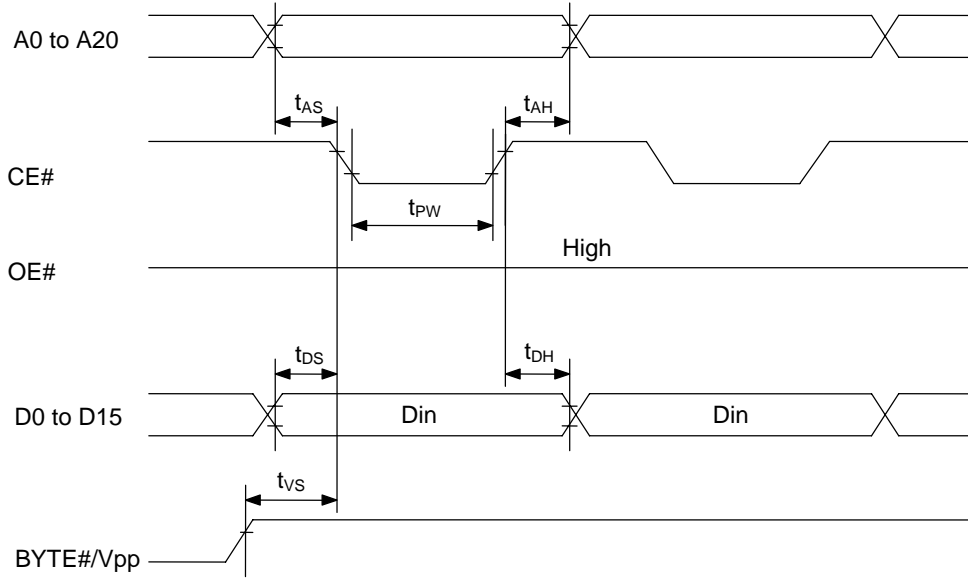 A0 to A20
tAS
tAH
CE#
tPW
High
OE#
tDS
tDH
D0 to D15
Din
Din
tVS
BYTE#/Vpp